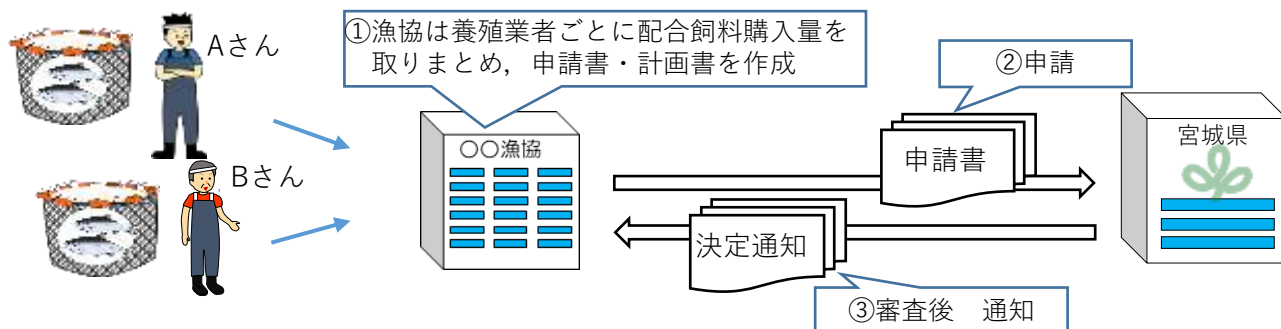 Aさん
①漁協は養殖業者ごとに配合飼料購入量を
取りまとめ，申請書・計画書を作成
②申請
〇〇漁協
申請書
宮城県
Bさん
決定通知
③審査後　通知